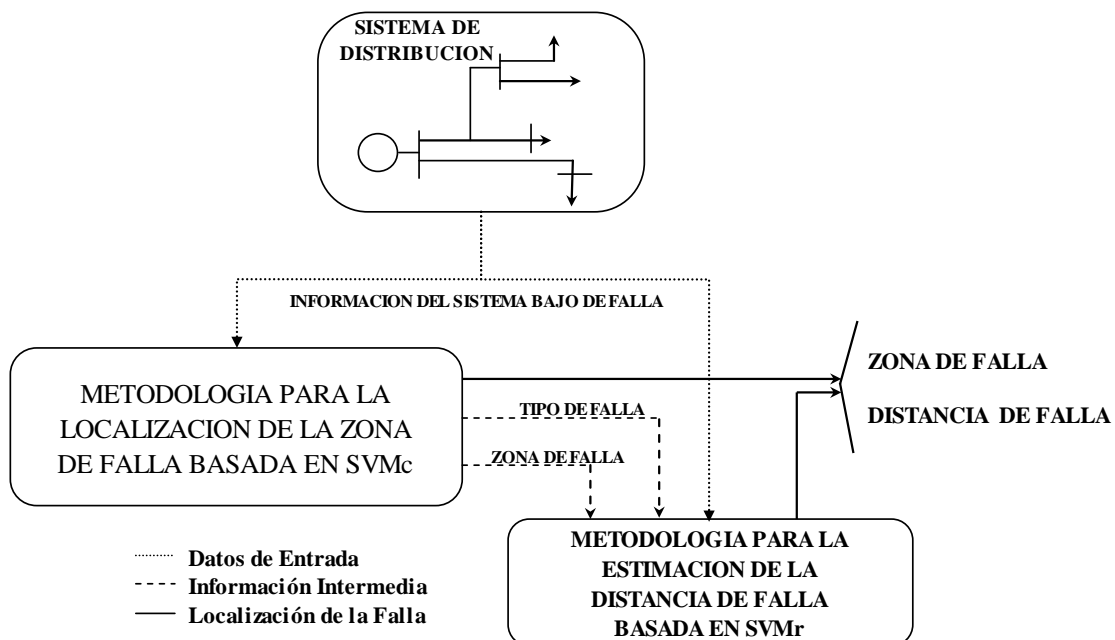 SISTEMA DE
DISTRIBUCION
INFORMACION DEL SISTEMA BAJO DE FALLA
METODOLOGIA PARA LA
LOCALIZACION DE LA ZONA
DE FALLA BASADA EN SVMc
TIPO DE FALLA
ZONA DE FALLA
ZONA DE FALLA
DISTANCIA DE FALLA
METODOLOGIA PARA LA
ESTIMACION DE LA
DISTANCIA DE FALLA
BASADA EN SVMr
Datos de Entrada
Información Intermedia
Localización de la Falla